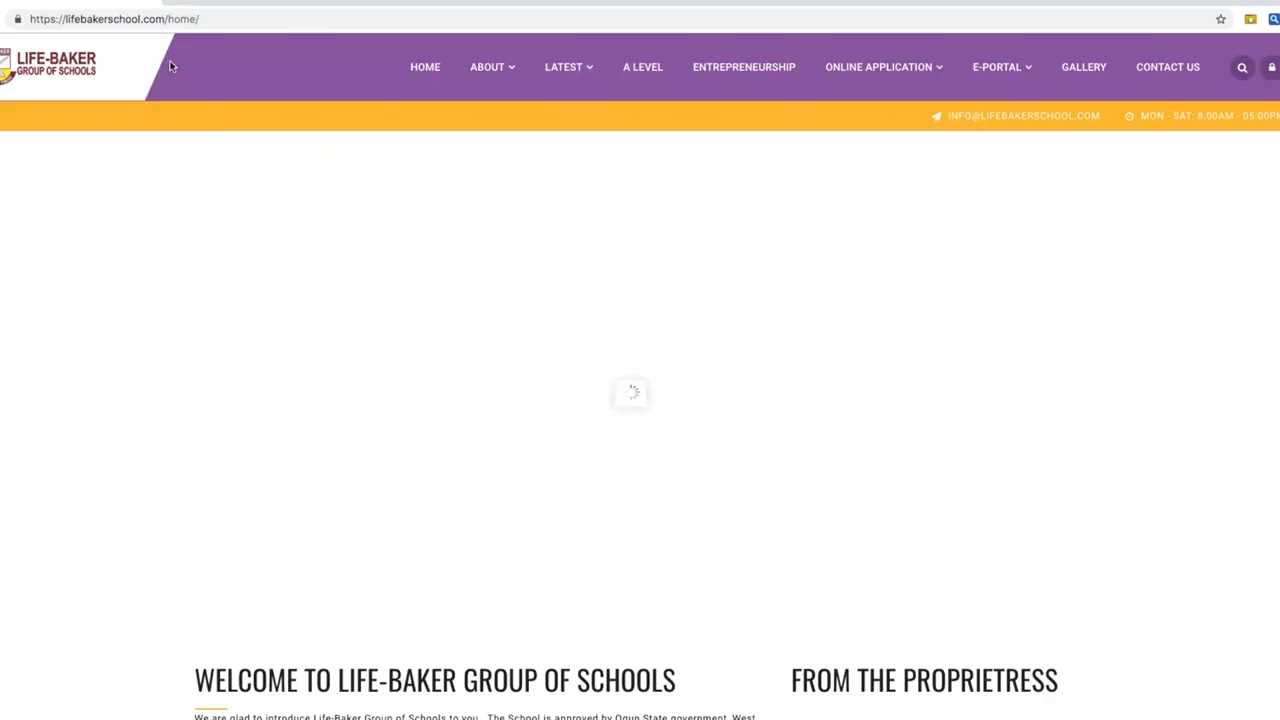 https://lifebakerschool.com/home/
LIFE-BAKER
GROUP OF SCHOOLS
HOME ABOUT LATEST A LEVEL ENTREPRENEURSHIP ONLINE APPLICATION E-PORTAL GALLERY CONTACT US
INFO@LIFEBAKERSCHOOL.COM MON - SAT: 8:00AM - 05:00PM
WELCOME TO LIFE-BAKER GROUP OF SCHOOLS
FROM THE PROPRIETRESS
We are glad to introduce Life-Baker Group of Schools to you. The School is approved by Ogun State government, West